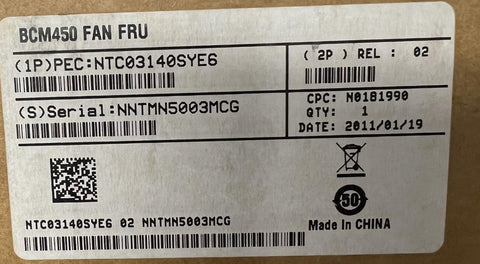 BCM450 FAN FRU
(1P)PEC:NTC03140SYE6
(2P) REL: 02
(S)Serial:NNTMN5003MCG
CPC: N0181990
QTY: 1
DATE: 2011/01/19
50
NTC03140SYE6 02 NNTMN5003MCG
Made In CHINA